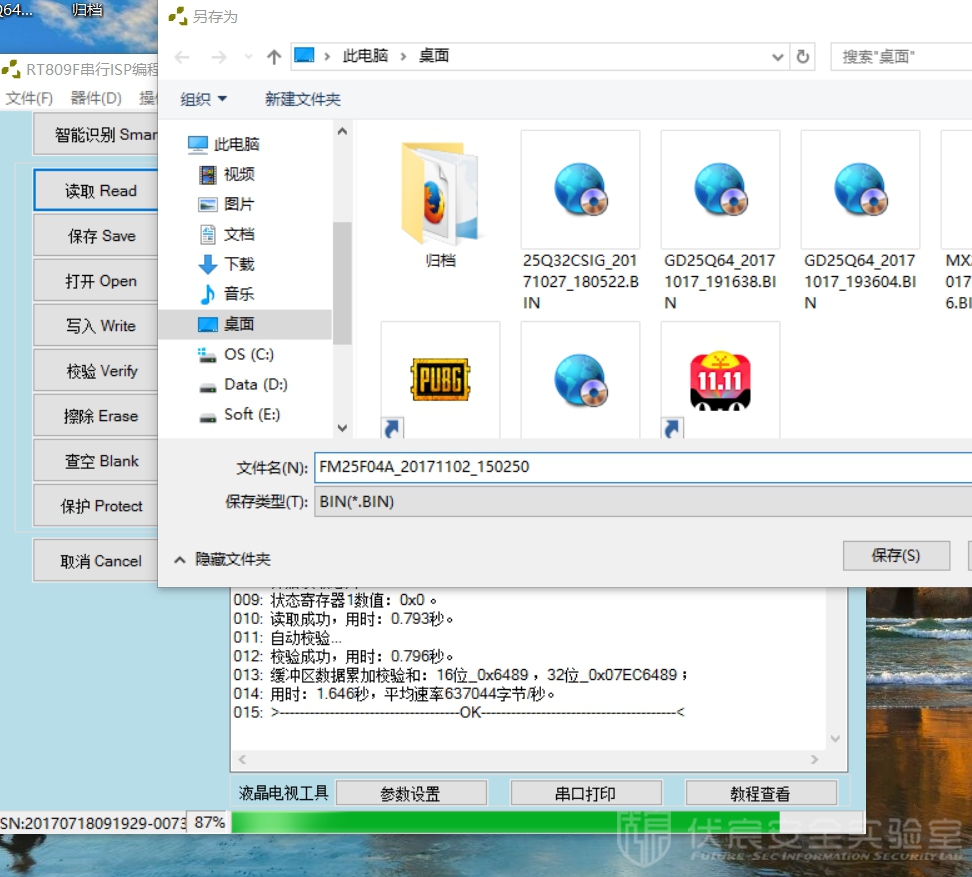 Q64...
归档
另存为
此电脑 › 桌面
搜索"桌面"
RT809F串行ISP编程
文件(F) 器件(D) 操作
组织
新建文件夹
智能识别 Smar
读取 Read
保存 Save
打开 Open
写入 Write
校验 Verify
擦除 Erase
查空 Blank
保护 Protect
取消 Cancel
此电脑
视频
图片
文档
下载
音乐
桌面
OS (C:)
Data (D:)
Soft (E:)
归档
25Q32CSIG_20171027_180522.BIN
GD25Q64_20171017_191638.BIN
GD25Q64_20171017_193604.BIN
MX
017
6.BI
PUBG
11.11
文件名(N): FM25F04A_20171102_150250
保存类型(T): BIN(*.BIN)
隐藏文件夹
保存(S)
009: 状态寄存器1数值：0x0 。
010: 读取成功，用时：0.793秒。
011: 自动校验...
012: 校验成功，用时：0.796秒。
013: 缓冲区数据累加校验和：16位_0x6489 ，32位_0x07EC6489；
014: 用时：1.646秒，平均速率637044字节/秒。
015: >------------------------------------OK---------------------------------------<
液晶电视工具
参数设置
串口打印
教程查看
SN:20170718091929-0073
87%
伏宸安全实验室
FUTURE-SEC INFORMATION SECURITY LAB